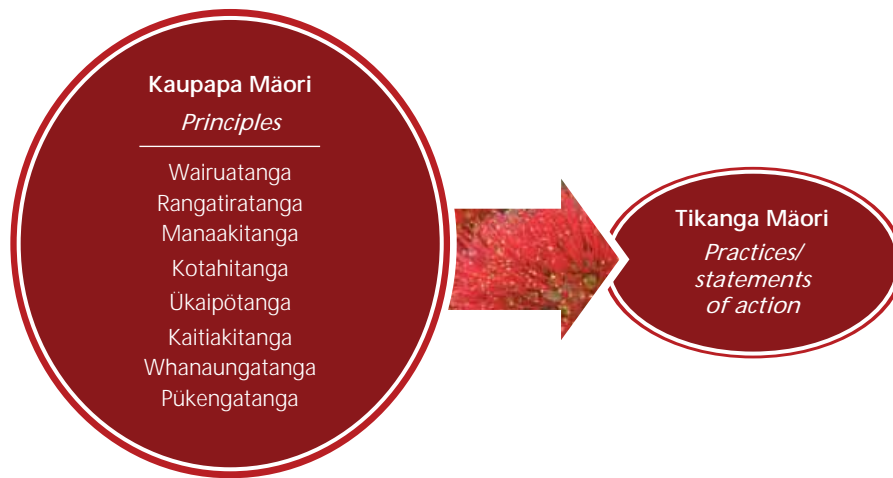 Kaupapa Mäori
Principles
Wairuatanga
Rangatiratanga
Manaakitanga
Kotahitanga
Ükaipötanga
Kaitiakitanga
Whanaungatanga
Pükengatanga
Tikanga Mäori
Practices/
statements
of action